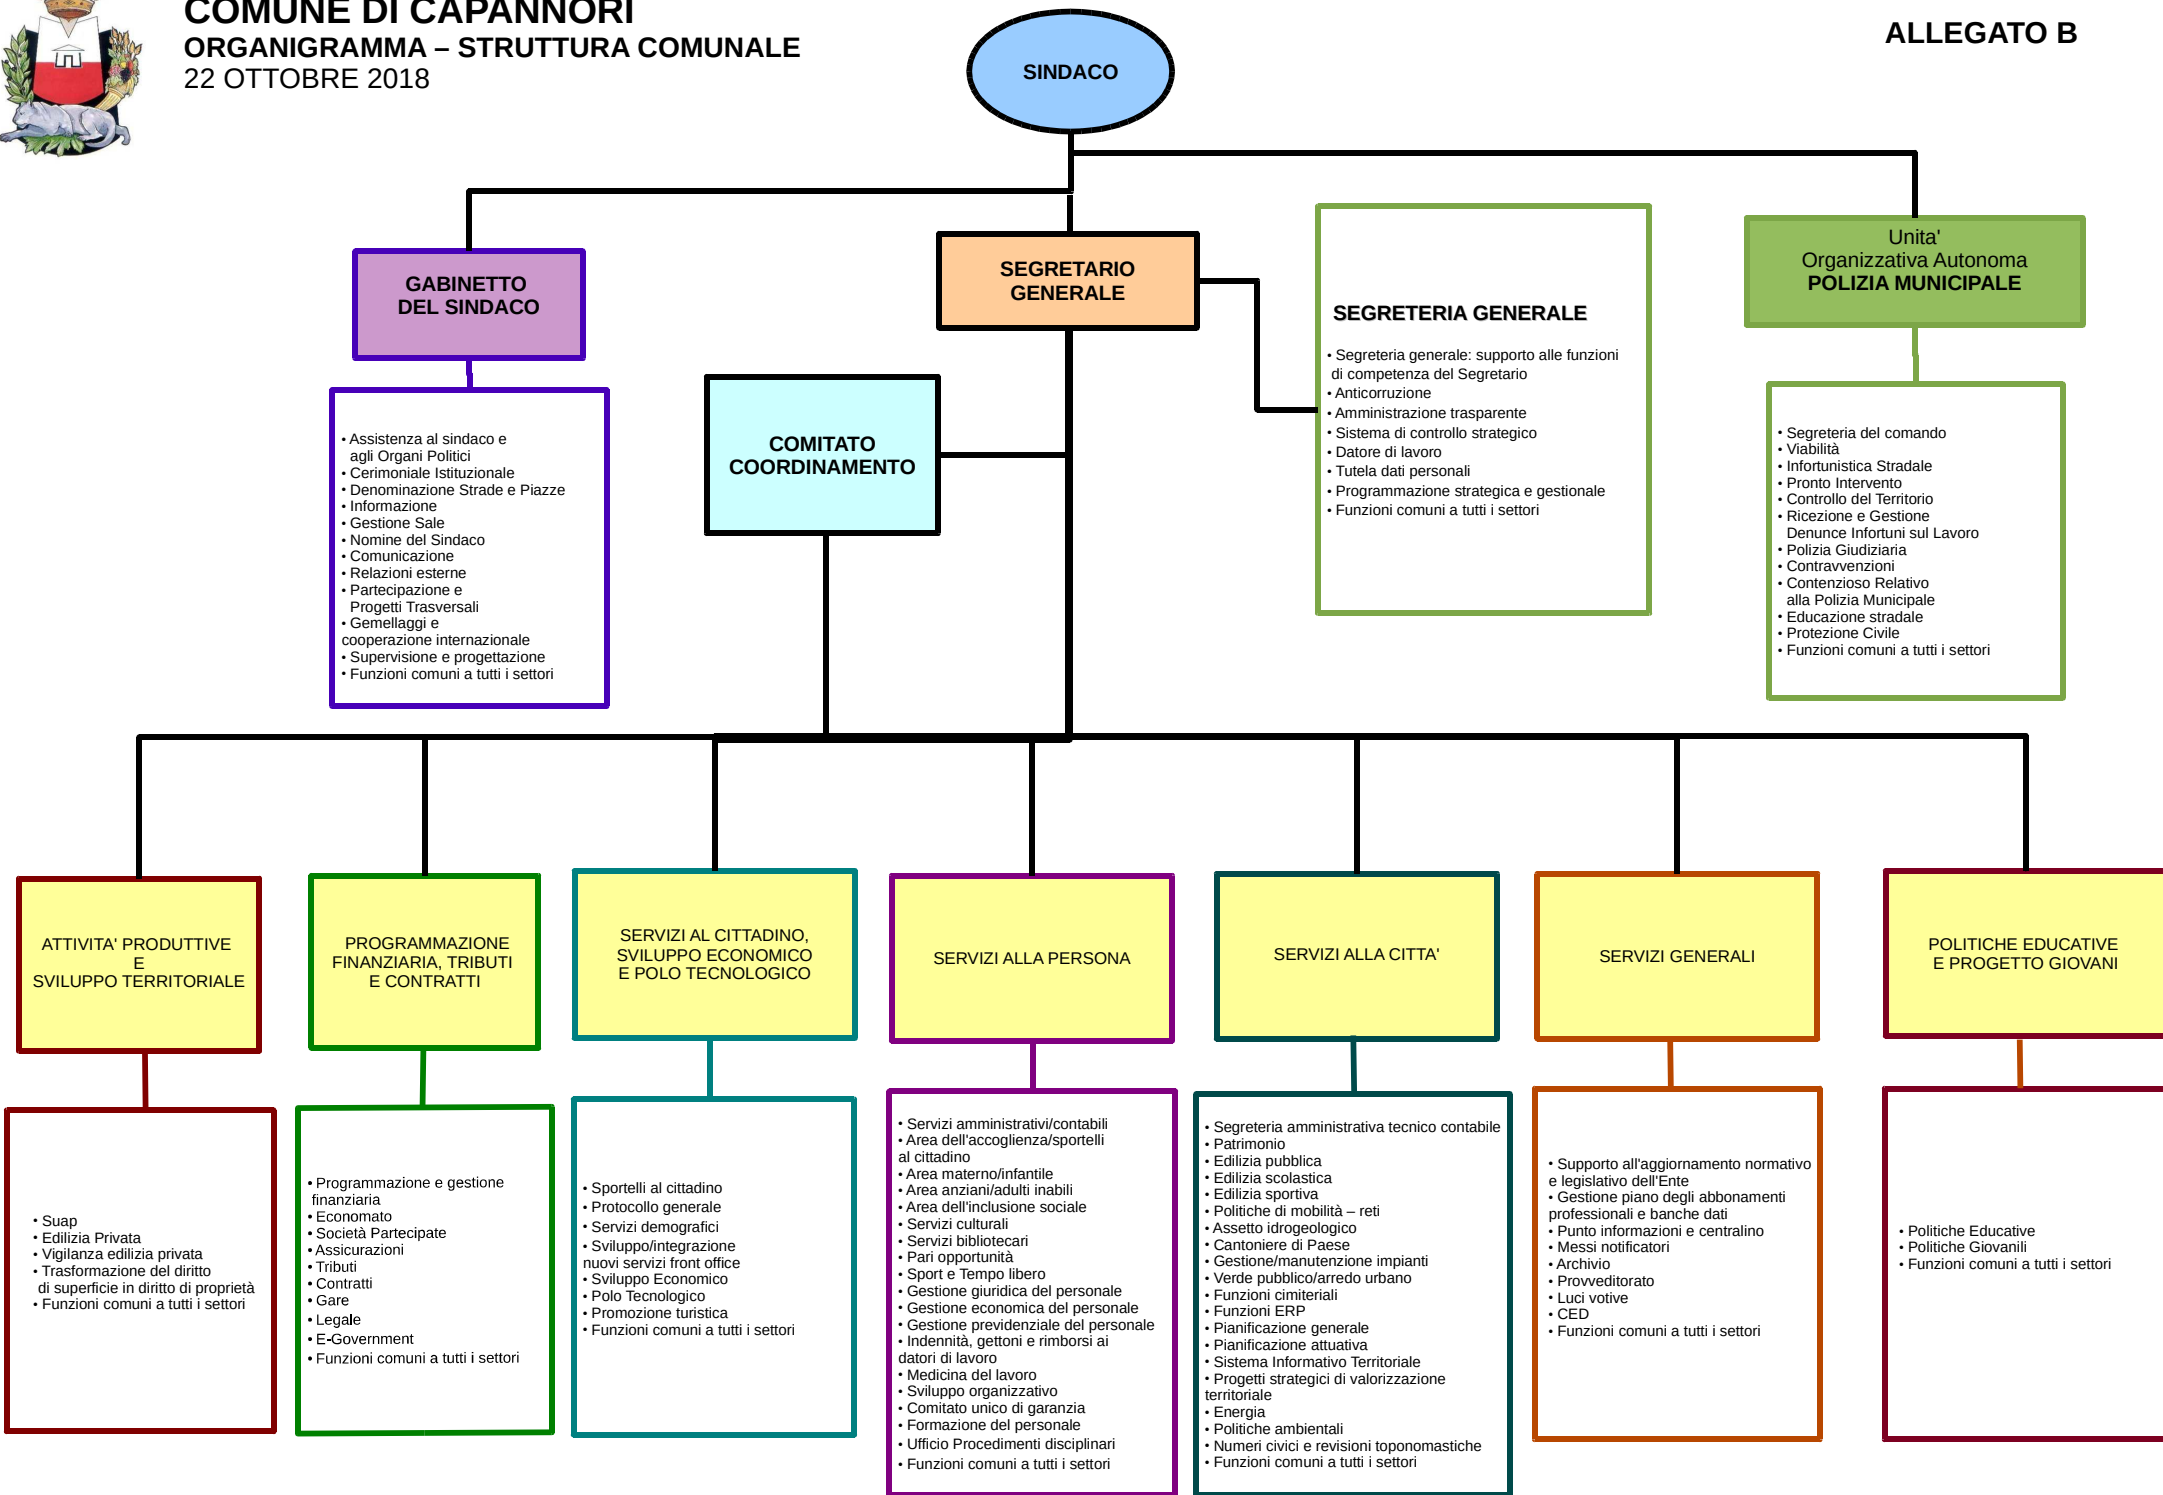 COMUNE DI CAPANNORI
ORGANIGRAMMA – STRUTTURA COMUNALE
22 OTTOBRE 2018
ALLEGATO B
SINDACO
GABINETTO
DEL SINDACO
• Assistenza al sindaco e
agli Organi Politici
• Cerimoniale Istituzionale
• Denominazione Strade e Piazze
• Informazione
• Gestione Sale
• Nomine del Sindaco
• Comunicazione
• Relazioni esterne
• Partecipazione e
Progetti Trasversali
• Gemellaggi e
cooperazione internazionale
• Supervisione e progettazione
• Funzioni comuni a tutti i settori
SEGRETARIO
GENERALE
COMITATO
COORDINAMENTO
SEGRETERIA GENERALE
• Segreteria generale: supporto alle funzioni
di competenza del Segretario
• Anticorruzione
• Amministrazione trasparente
• Sistema di controllo strategico
• Datore di lavoro
• Tutela dati personali
• Programmazione strategica e gestionale
• Funzioni comuni a tutti i settori
Unita'
Organizzativa Autonoma
POLIZIA MUNICIPALE
• Segreteria del comando
• Viabilità
• Infortunistica Stradale
• Pronto Intervento
• Controllo del Territorio
• Ricezione e Gestione
Denunce Infortuni sul Lavoro
• Polizia Giudiziaria
• Contravvenzioni
• Contenzioso Relativo
alla Polizia Municipale
• Educazione stradale
• Protezione Civile
• Funzioni comuni a tutti i settori
ATTIVITA' PRODUTTIVE
E
SVILUPPO TERRITORIALE
• Suap
• Edilizia Privata
• Vigilanza edilizia privata
• Trasformazione del diritto
di superficie in diritto di proprietà
• Funzioni comuni a tutti i settori
PROGRAMMAZIONE
FINANZIARIA, TRIBUTI
E CONTRATTI
• Programmazione e gestione
finanziaria
• Economato
• Società Partecipate
• Assicurazioni
• Tributi
• Contratti
• Gare
• Legale
• E-Government
• Funzioni comuni a tutti i settori
SERVIZI AL CITTADINO,
SVILUPPO ECONOMICO
E POLO TECNOLOGICO
• Sportelli al cittadino
• Protocollo generale
• Servizi demografici
• Sviluppo/integrazione
nuovi servizi front office
• Sviluppo Economico
• Polo Tecnologico
• Promozione turistica
• Funzioni comuni a tutti i settori
SERVIZI ALLA PERSONA
• Servizi amministrativi/contabili
• Area dell'accoglienza/sportelli
al cittadino
• Area materno/infantile
• Area anziani/adulti inabili
• Area dell'inclusione sociale
• Servizi culturali
• Servizi bibliotecari
• Pari opportunità
• Sport e Tempo libero
• Gestione giuridica del personale
• Gestione economica del personale
• Gestione previdenziale del personale
• Indennità, gettoni e rimborsi ai
datori di lavoro
• Medicina del lavoro
• Sviluppo organizzativo
• Comitato unico di garanzia
• Formazione del personale
• Ufficio Procedimenti disciplinari
• Funzioni comuni a tutti i settori
SERVIZI ALLA CITTA'
• Segreteria amministrativa tecnico contabile
• Patrimonio
• Edilizia pubblica
• Edilizia scolastica
• Edilizia sportiva
• Politiche di mobilità – reti
• Assetto idrogeologico
• Cantoniere di Paese
• Gestione/manutenzione impianti
• Verde pubblico/arredo urbano
• Funzioni cimiteriali
• Funzioni ERP
• Pianificazione generale
• Pianificazione attuativa
• Sistema Informativo Territoriale
• Progetti strategici di valorizzazione
territoriale
• Energia
• Politiche ambientali
• Numeri civici e revisioni toponomastiche
• Funzioni comuni a tutti i settori
SERVIZI GENERALI
• Supporto all'aggiornamento normativo
e legislativo dell'Ente
• Gestione piano degli abbonamenti
professionali e banche dati
• Punto informazioni e centralino
• Messi notificatori
• Archivio
• Provveditorato
• Luci votive
• CED
• Funzioni comuni a tutti i settori
POLITICHE EDUCATIVE
E PROGETTO GIOVANI
• Politiche Educative
• Politiche Giovanili
• Funzioni comuni a tutti i settori